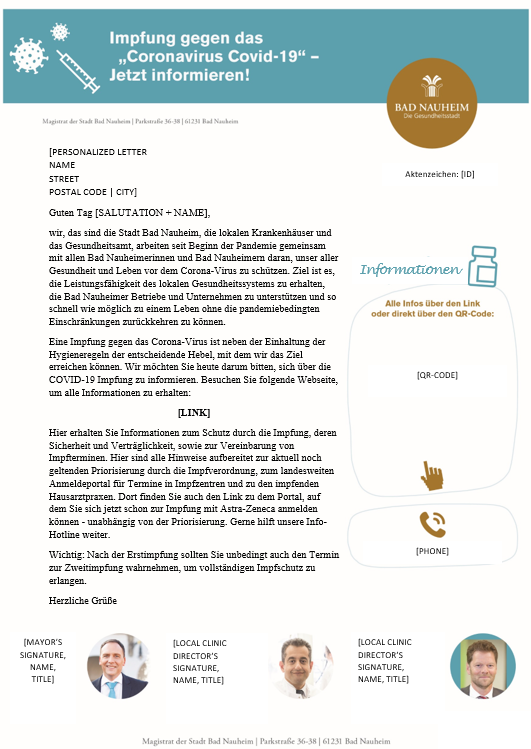 Impfung gegen das
„Coronavirus Covid-19“ –
Jetzt informieren!
BAD NAUHEIM
Die Gesundheitsstadt
Magistrat der Stadt Bad Nauheim | Parkstraße 36-38 | 61231 Bad Nauheim
[PERSONALIZED LETTER
NAME
STREET
POSTAL CODE | CITY]
Aktenzeichen: [ID]
Guten Tag [SALUTATION + NAME],
wir, das sind die Stadt Bad Nauheim, die lokalen Krankenhäuser und
das Gesundheitsamt, arbeiten seit Beginn der Pandemie gemeinsam
mit allen Bad Nauheimerinnen und Bad Nauheimern daran, unser aller
Gesundheit und Leben vor dem Corona-Virus zu schützen. Ziel ist es,
die Leistungsfähigkeit des lokalen Gesundheitssystems zu erhalten,
die Bad Nauheimer Betriebe und Unternehmen zu unterstützen und so
schnell wie möglich zu einem Leben ohne die pandemiebedingten
Einschränkungen zurückkehren zu können.
Eine Impfung gegen das Corona-Virus ist neben der Einhaltung der
Hygieneregeln der entscheidende Hebel, mit dem wir das Ziel
erreichen können. Wir möchten Sie heute darum bitten, sich über die
COVID-19 Impfung zu informieren. Besuchen Sie folgende Webseite,
um alle Informationen zu erhalten:
[LINK]
Hier erhalten Sie Informationen zum Schutz durch die Impfung, deren
Sicherheit und Verträglichkeit, sowie zur Vereinbarung von
Impfterminen. Hier sind alle Hinweise aufbereitet zur aktuell noch
geltenden Priorisierung durch die Impfverordnung, zum landesweiten
Anmeldeportal für Termine in Impfzentren und zu den impfenden
Hausarztpraxen. Dort finden Sie auch den Link zu dem Portal, auf
dem Sie sich jetzt schon zur Impfung mit Astra-Zeneca anmelden
können - unabhängig von der Priorisierung. Gerne hilft unsere Info-
Hotline weiter.
Wichtig: Nach der Erstimpfung sollten Sie unbedingt auch den Termin
zur Zweitimpfung wahrnehmen, um vollständigen Impfschutz zu
erlangen.
Herzliche Grüße
Informationen
Alle Infos über den Link
oder direkt über den QR-Code:
[QR-CODE]
[PHONE]
[MAYOR'S
SIGNATURE,
NAME,
TITLE]
[LOCAL CLINIC
DIRECTOR'S
SIGNATURE,
NAME, TITLE]
[LOCAL CLINIC
DIRECTOR'S
SIGNATURE,
NAME, TITLE]
Magistrat der Stadt Bad Nauheim | Parkstraße 36-38 | 61231 Bad Nauheim